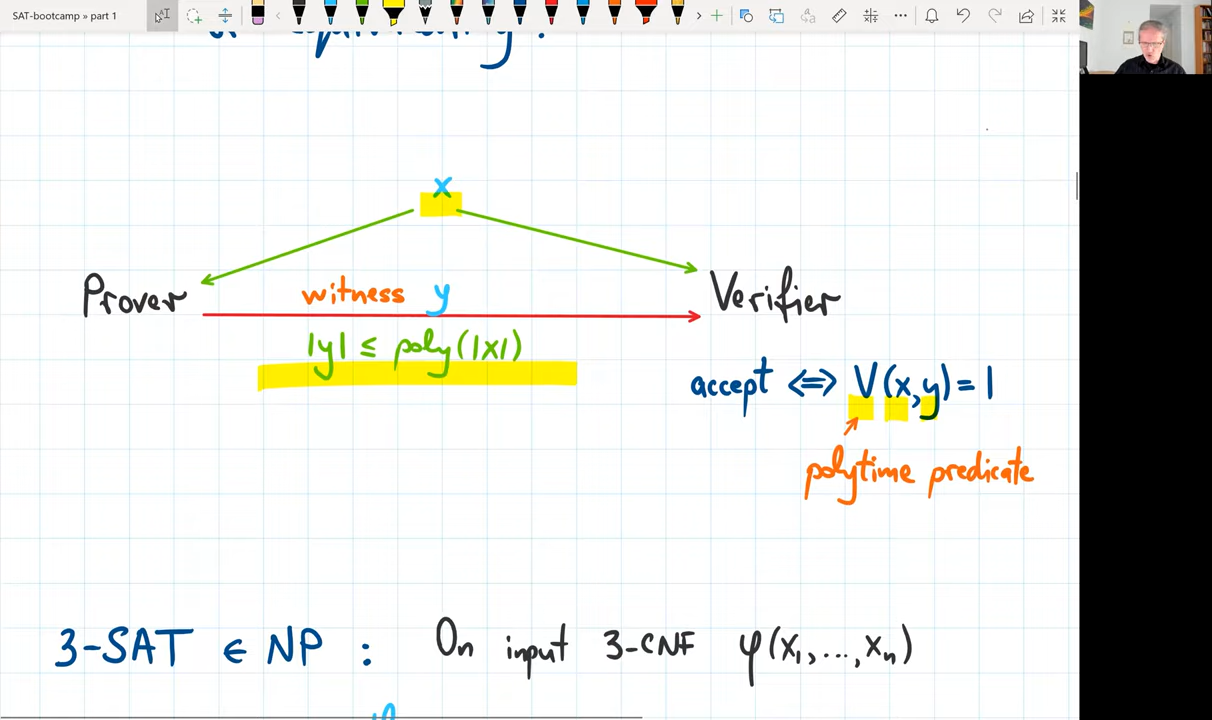 SAT-bootcamp » part 1
x
Prover
witness y
Verifier
|y| ≤ poly(|x|)
accept <=> V(x,y)=1
polytime predicate
3-SAT ∈ NP : On input 3-CNF φ(x₁,...,xₙ)